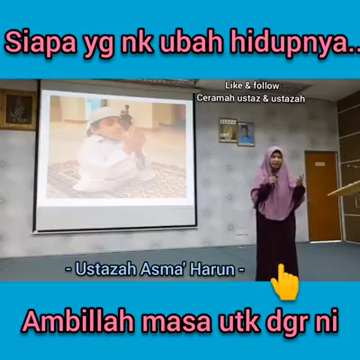 Siapa yg nk ubah hidupnya..
Like & follow
Ceramah ustaz & ustazah
- Ustazah Asma' Harun -
Ambillah masa utk dgr ni